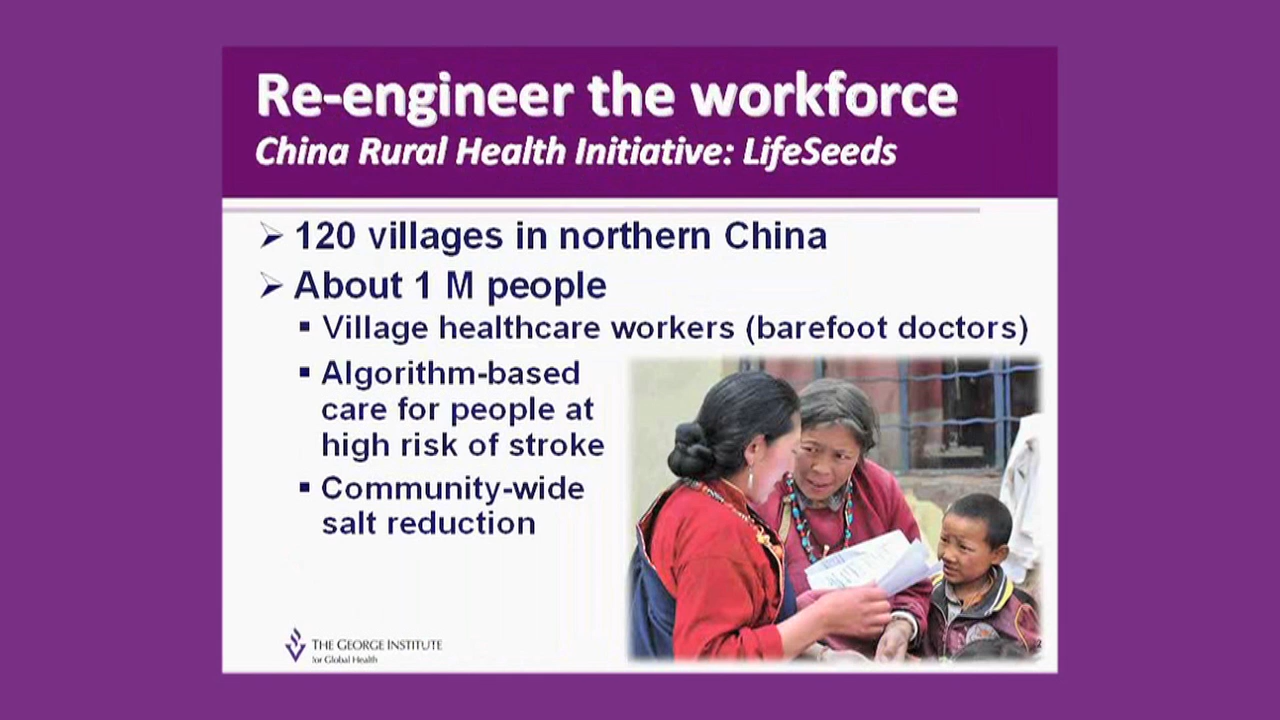 Re-engineer the workforce
China Rural Health Initiative: LifeSeeds
➢ 120 villages in northern China
➢ About 1 M people
▪ Village healthcare workers (barefoot doctors)
▪ Algorithm-based
care for people at
high risk of stroke
▪ Community-wide
salt reduction
THE GEORGE INSTITUTE
for Global Health